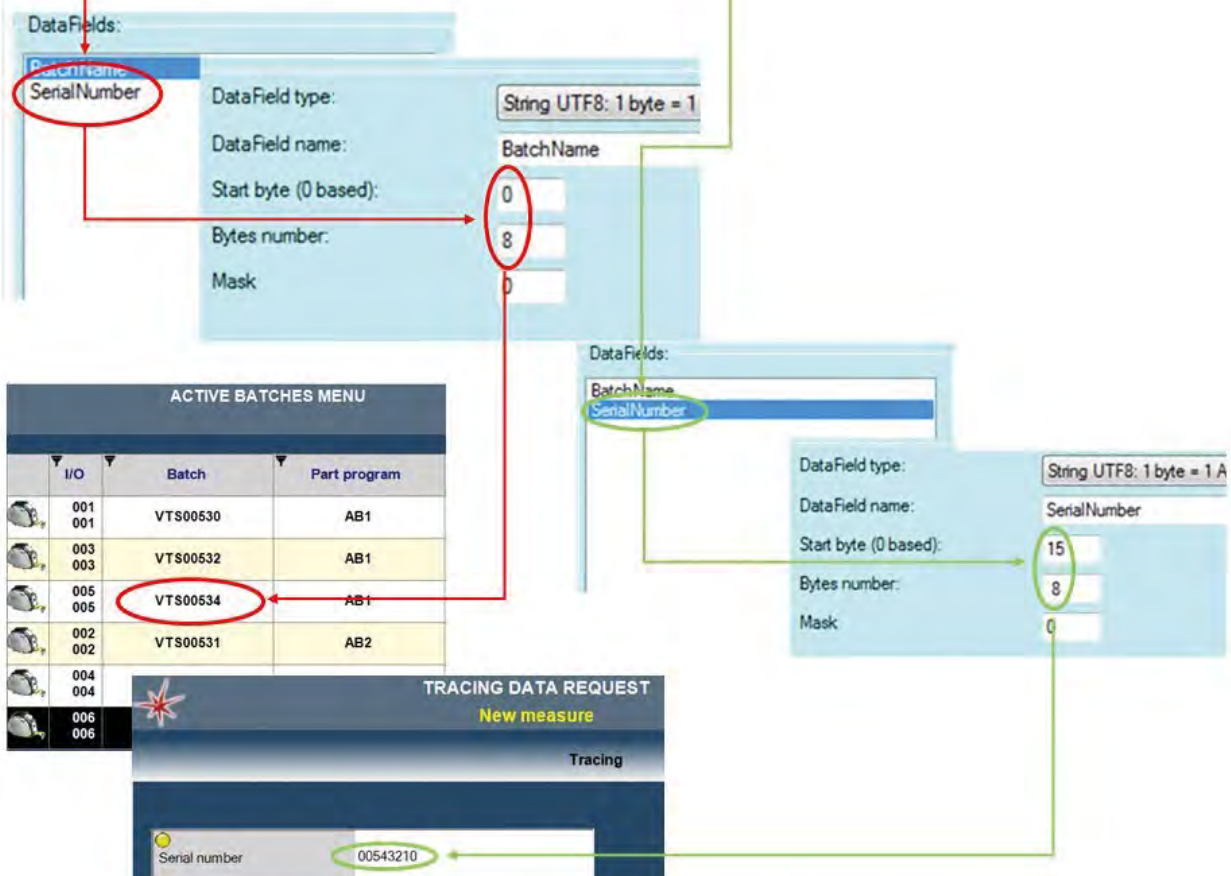 DataFields:
BatchName
SerialNumber
DataField type:
String UTF8: 1 byte = 1
DataField name:
BatchName
Start byte (0 based):
0
Bytes number:
8
Mask
0
DataFields:
BatchName
SerialNumber
DataField type:
String UTF8: 1 byte = 1 A
DataField name:
SerialNumber
Start byte (0 based):
15
Bytes number:
8
Mask
0
ACTIVE BATCHES MENU
I/O Batch Part program
001
001 VTS00530 AB1
003
003 VTS00532 AB1
005
005 VTS00534 AB1
002
002 VTS00531 AB2
004
004
006
006
TRACING DATA REQUEST
New measure
Tracing
Serial number 00543210